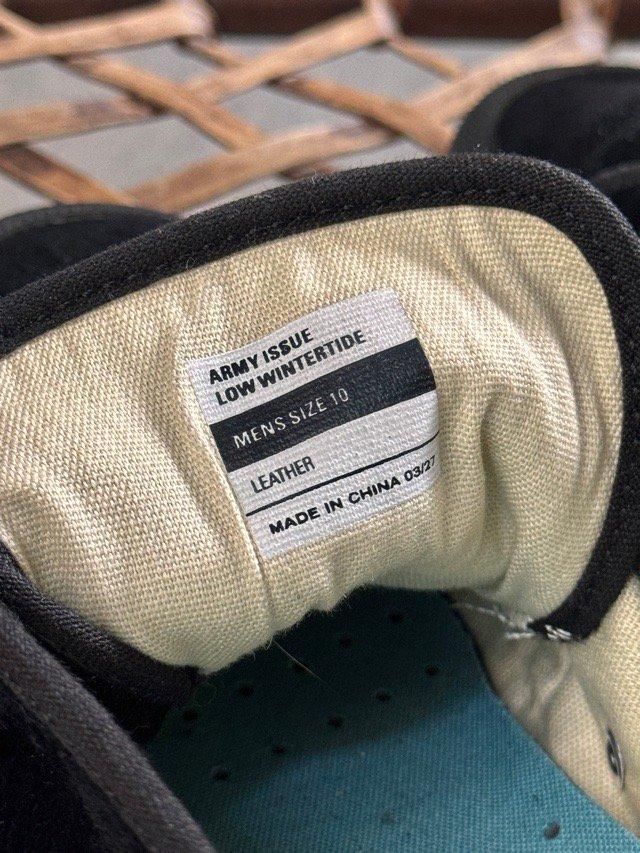 ARMY ISSUE
LOW WINTERTIDE
MENS SIZE 10
LEATHER
MADE IN CHINA 03/27